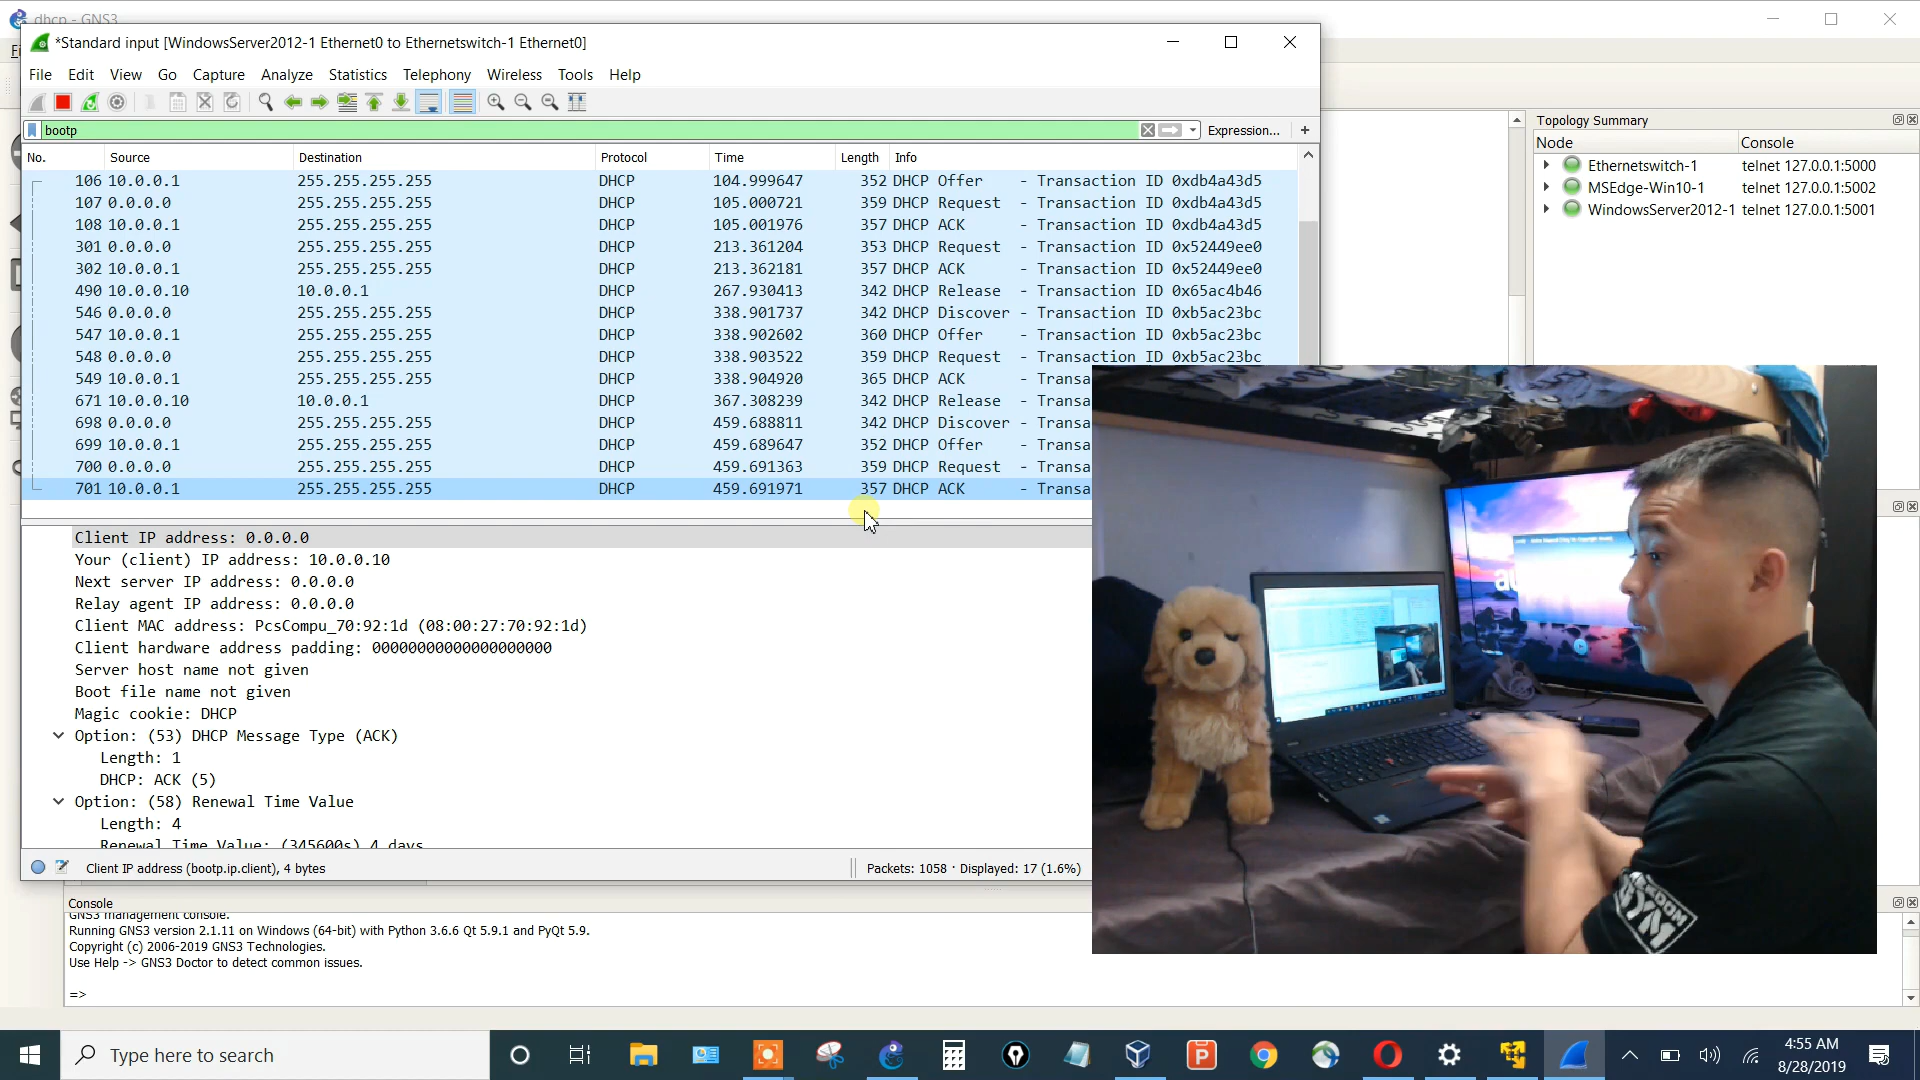 dhcp - GNS3
*Standard input [WindowsServer2012-1 Ethernet0 to Ethernetswitch-1 Ethernet0]
File Edit View Go Capture Analyze Statistics Telephony Wireless Tools Help
bootp Expression... +
No. Source Destination Protocol Time Length Info
106 10.0.0.1 255.255.255.255 DHCP 104.999647 352 DHCP Offer - Transaction ID 0xdb4a43d5
107 0.0.0.0 255.255.255.255 DHCP 105.000721 359 DHCP Request - Transaction ID 0xdb4a43d5
108 10.0.0.1 255.255.255.255 DHCP 105.001976 357 DHCP ACK - Transaction ID 0xdb4a43d5
301 0.0.0.0 255.255.255.255 DHCP 213.361204 353 DHCP Request - Transaction ID 0x52449ee0
302 10.0.0.1 255.255.255.255 DHCP 213.362181 357 DHCP ACK - Transaction ID 0x52449ee0
490 10.0.0.10 10.0.0.1 DHCP 267.930413 342 DHCP Release - Transaction ID 0x65ac4b46
546 0.0.0.0 255.255.255.255 DHCP 338.901737 342 DHCP Discover - Transaction ID 0xb5ac23bc
547 10.0.0.1 255.255.255.255 DHCP 338.902602 360 DHCP Offer - Transaction ID 0xb5ac23bc
548 0.0.0.0 255.255.255.255 DHCP 338.903522 359 DHCP Request - Transaction ID 0xb5ac23bc
549 10.0.0.1 255.255.255.255 DHCP 338.904920 365 DHCP ACK - Transa
671 10.0.0.10 10.0.0.1 DHCP 367.308239 342 DHCP Release - Transa
698 0.0.0.0 255.255.255.255 DHCP 459.688811 342 DHCP Discover - Transa
699 10.0.0.1 255.255.255.255 DHCP 459.689647 352 DHCP Offer - Transa
700 0.0.0.0 255.255.255.255 DHCP 459.691363 359 DHCP Request - Transa
701 10.0.0.1 255.255.255.255 DHCP 459.691971 357 DHCP ACK - Transa
Client IP address: 0.0.0.0
Your (client) IP address: 10.0.0.10
Next server IP address: 0.0.0.0
Relay agent IP address: 0.0.0.0
Client MAC address: PcsCompu_70:92:1d (08:00:27:70:92:1d)
Client hardware address padding: 00000000000000000000
Server host name not given
Boot file name not given
Magic cookie: DHCP
Option: (53) DHCP Message Type (ACK)
Length: 1
DHCP: ACK (5)
Option: (58) Renewal Time Value
Length: 4
Renewal Time Value: (345600s) 4 days
Client IP address (bootp.ip.client), 4 bytes
Packets: 1058 · Displayed: 17 (1.6%)
Topology Summary
Node Console
Ethernetswitch-1 telnet 127.0.0.1:5000
MSEdge-Win10-1 telnet 127.0.0.1:5002
WindowsServer2012-1 telnet 127.0.0.1:5001
Console
GNS3 management console.
Running GNS3 version 2.1.11 on Windows (64-bit) with Python 3.6.6 Qt 5.9.1 and PyQt 5.9.
Copyright (c) 2006-2019 GNS3 Technologies.
Use Help -> GNS3 Doctor to detect common issues.
=>
Type here to search
4:55 AM
8/28/2019